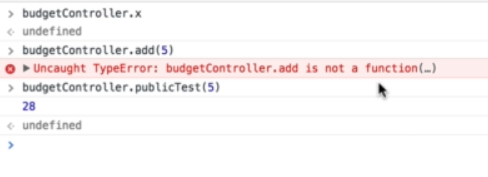 > budgetController.x
<· undefined
> budgetController.add(5)
▶ Uncaught TypeError: budgetController.add is not a function(…)
> budgetController.publicTest(5)
28
<· undefined
>